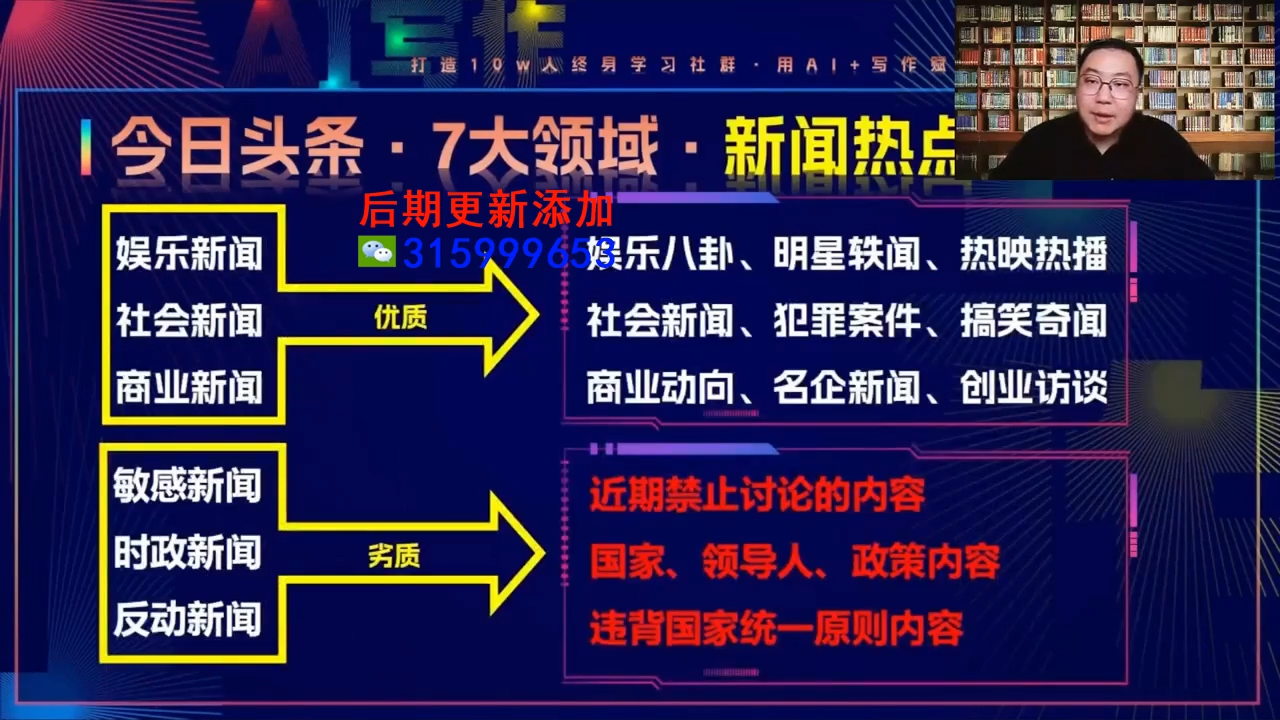 AI写作
打造10w人终身学习社群·用AI+写作赋
今日头条·7大领域·新闻热点
后期更新添加
315999653
娱乐新闻
社会新闻
商业新闻
优质
娱乐八卦、明星轶闻、热映热播
社会新闻、犯罪案件、搞笑奇闻
商业动向、名企新闻、创业访谈
敏感新闻
时政新闻
反动新闻
劣质
近期禁止讨论的内容
国家、领导人、政策内容
违背国家统一原则内容